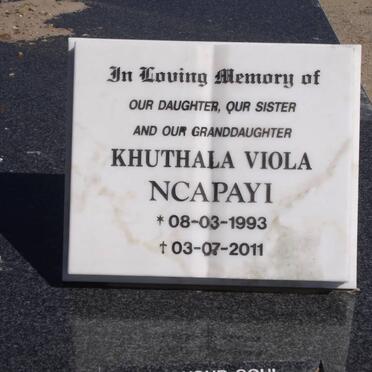 In Loving Memory of
OUR DAUGHTER, OUR SISTER
AND OUR GRANDDAUGHTER
KHUTHALA VIOLA
NCAPAYI
* 08-03-1993
† 03-07-2011